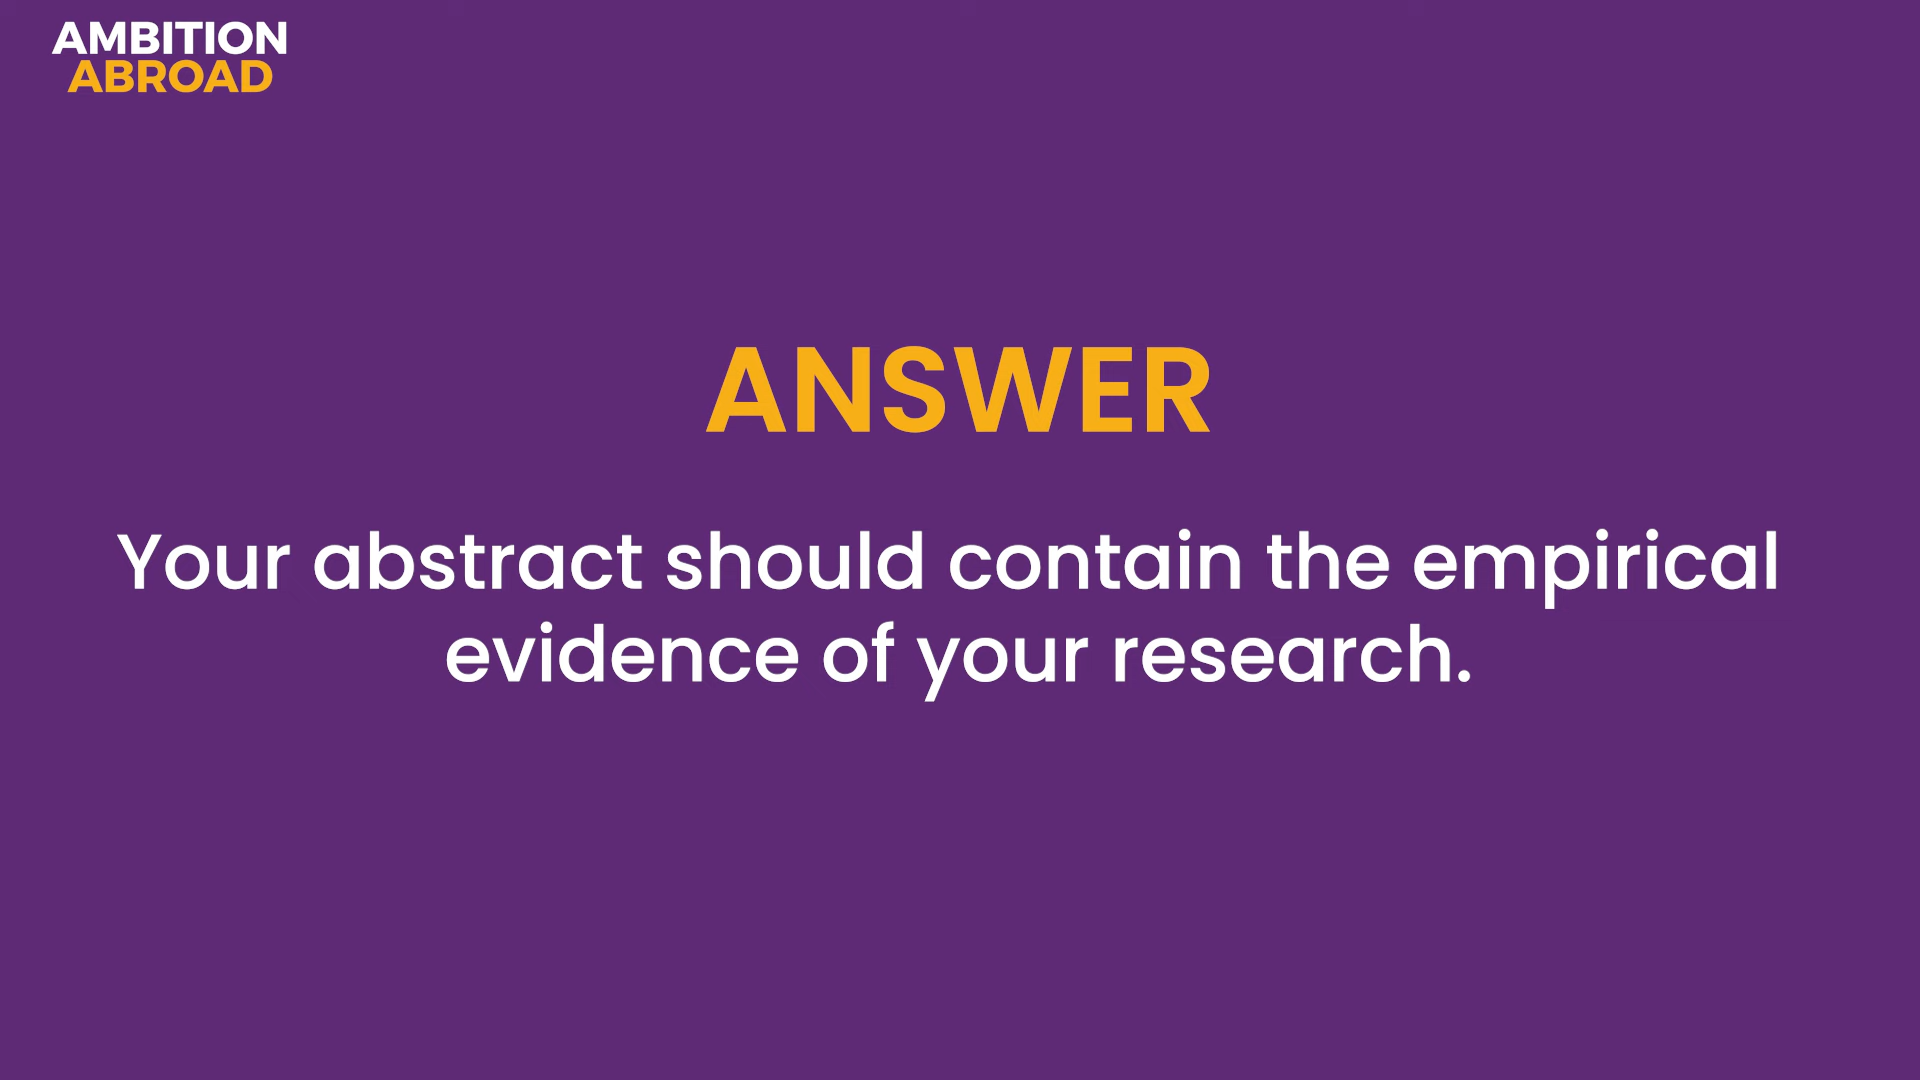 AMBITION
ABROAD
ANSWER
Your abstract should contain the empirical
evidence of your research.